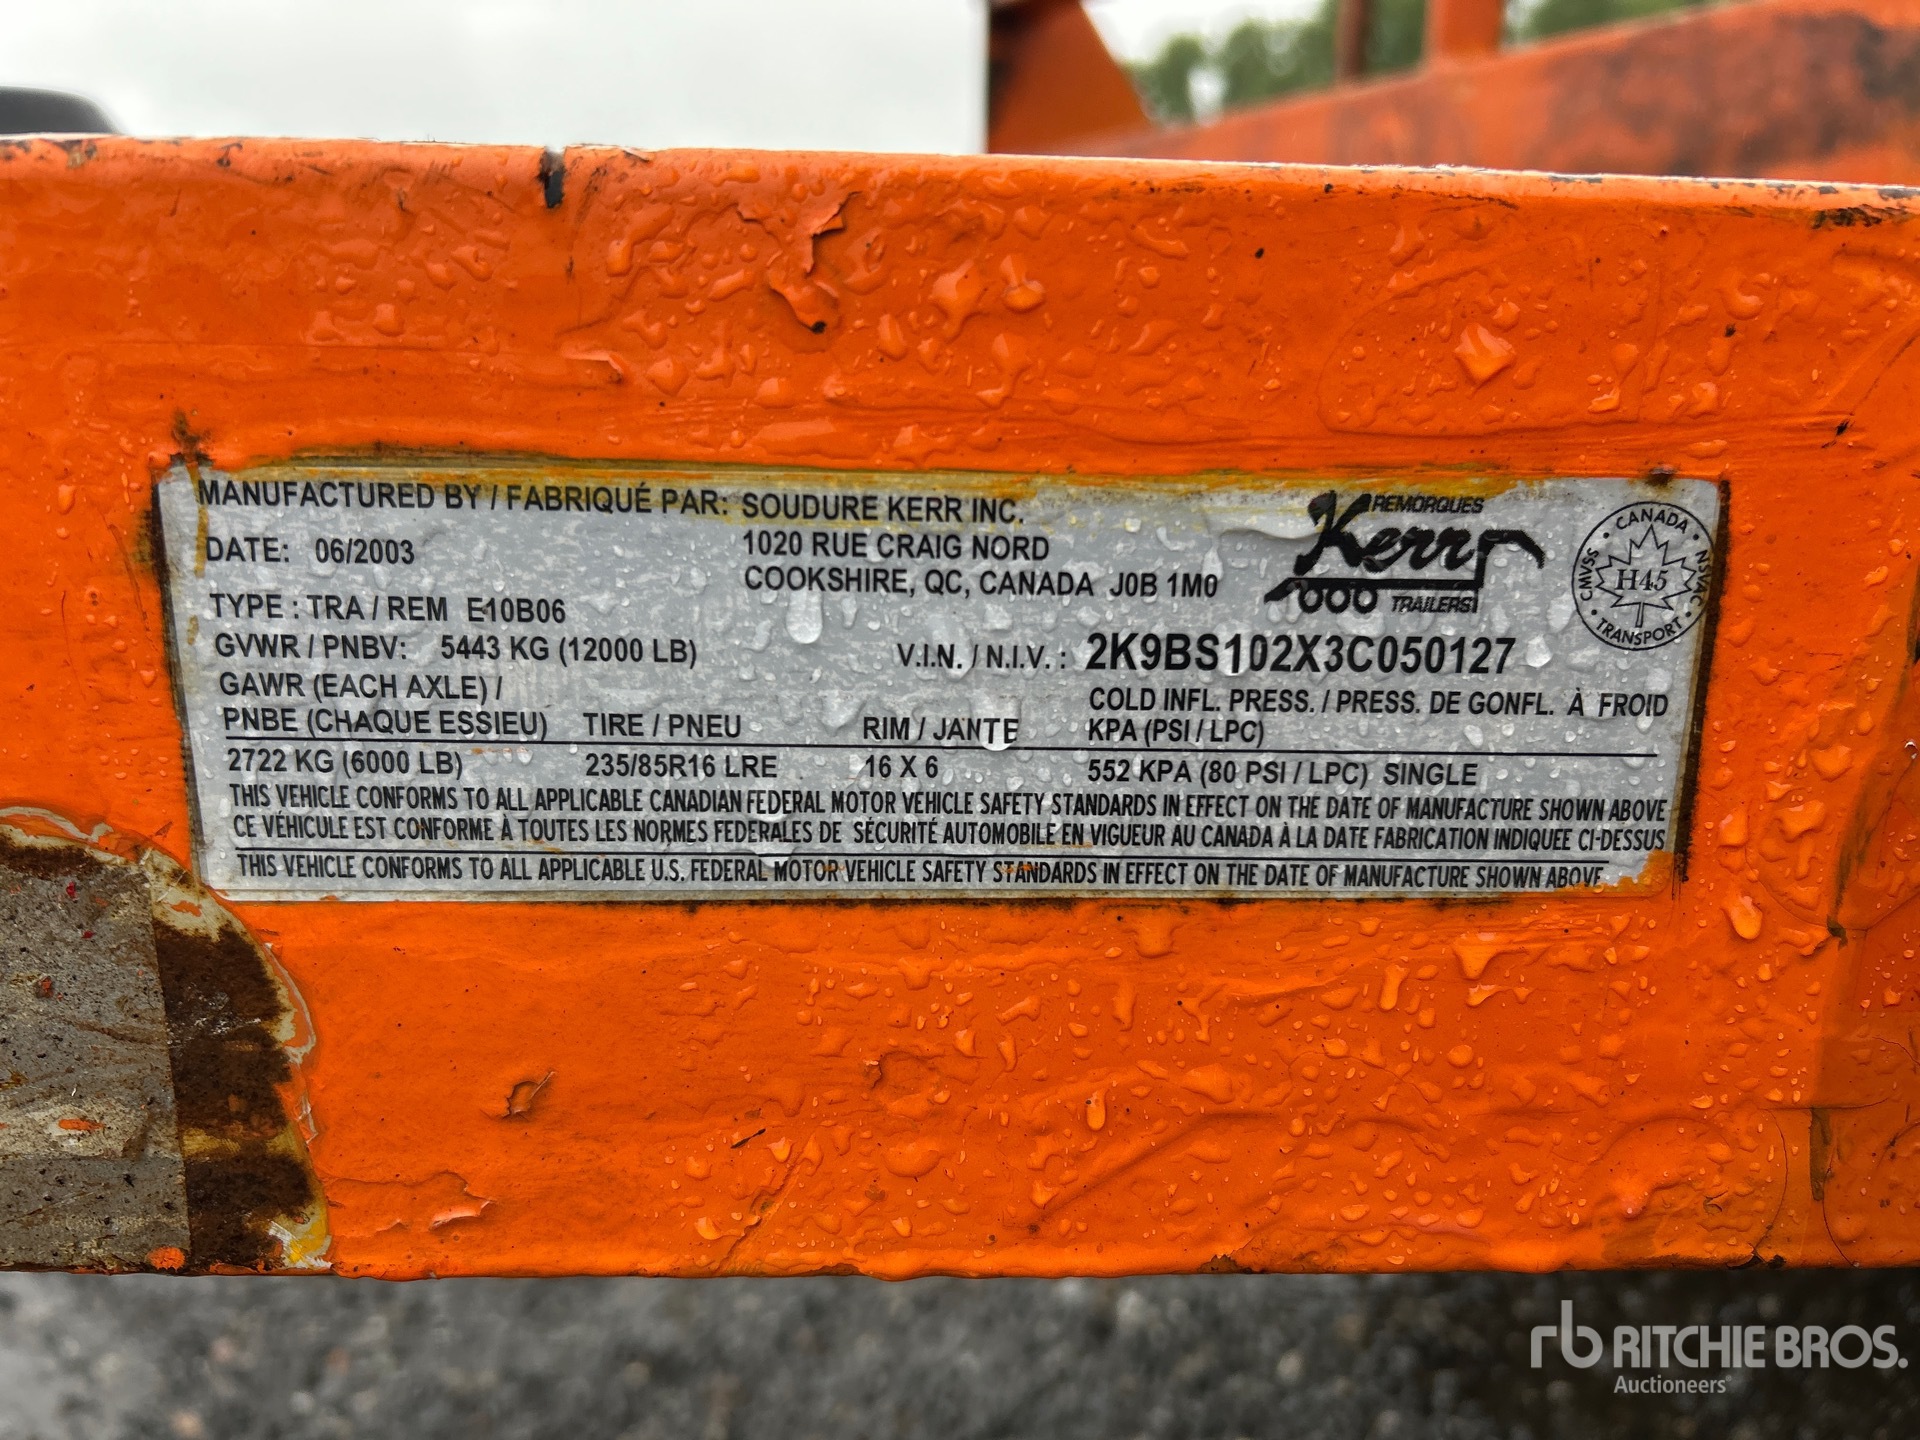 MANUFACTURED BY / FABRIQUÉ PAR: SOUDURE KERR INC.
DATE: 06/2003 1020 RUE CRAIG NORD
COOKSHIRE, QC, CANADA J0B 1M0
REMORQUES
Kerr
TRAILERS
CANADA
CMVSS NSVAC
H45
TRANSPORT
TYPE : TRA / REM E10B06
GVWR / PNBV: 5443 KG (12000 LB) V.I.N. / N.I.V. : 2K9BS102X3C050127
GAWR (EACH AXLE) / COLD INFL. PRESS. / PRESS. DE GONFL. À FROID
PNBE (CHAQUE ESSIEU) TIRE / PNEU RIM / JANTE KPA (PSI / LPC)
2722 KG (6000 LB) 235/85R16 LRE 16 X 6 552 KPA (80 PSI / LPC) SINGLE
THIS VEHICLE CONFORMS TO ALL APPLICABLE CANADIAN FEDERAL MOTOR VEHICLE SAFETY STANDARDS IN EFFECT ON THE DATE OF MANUFACTURE SHOWN ABOVE
CE VÉHICULE EST CONFORME À TOUTES LES NORMES FEDERALES DE SÉCURITÉ AUTOMOBILE EN VIGUEUR AU CANADA À LA DATE FABRICATION INDIQUEE CI-DESSUS
THIS VEHICLE CONFORMS TO ALL APPLICABLE U.S. FEDERAL MOTOR VEHICLE SAFETY STANDARDS IN EFFECT ON THE DATE OF MANUFACTURE SHOWN ABOVE
rb RITCHIE BROS.
Auctioneers